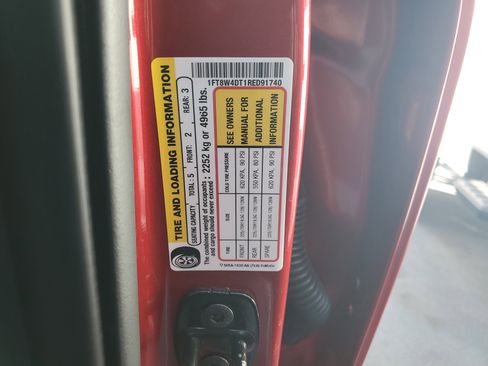 1FT8W4DT1RED91740
TIRE AND LOADING INFORMATION
SEATING CAPACITY TOTAL: 5 FRONT: 2 REAR: 3
The combined weight of occupants
and cargo should never exceed : 2252 kg or 4965 lbs.
TIRE SIZE COLD TIRE PRESSURE
FRONT 620 KPA, 90 PSI
REAR 550 KPA, 80 PSI
SPARE 620 KPA, 90 PSI
SEE OWNERS
MANUAL FOR
ADDITIONAL
INFORMATION